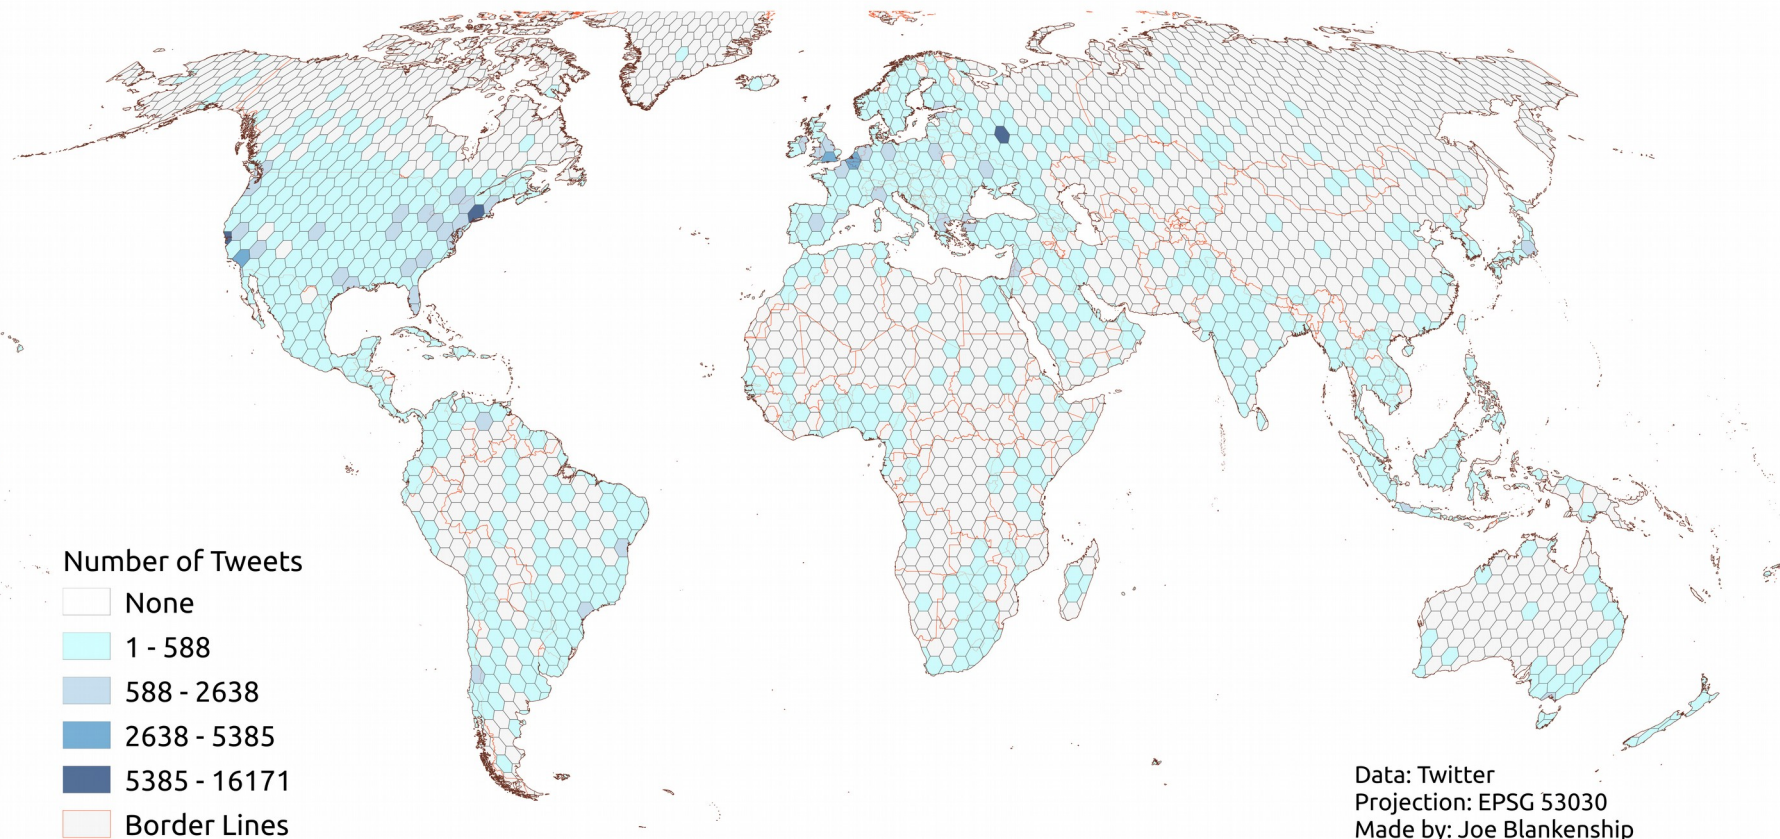 Number of Tweets
None
1 - 588
588 - 2638
2638 - 5385
5385 - 16171
Border Lines
Data: Twitter
Projection: EPSG 53030
Made by: Joe Blankenship